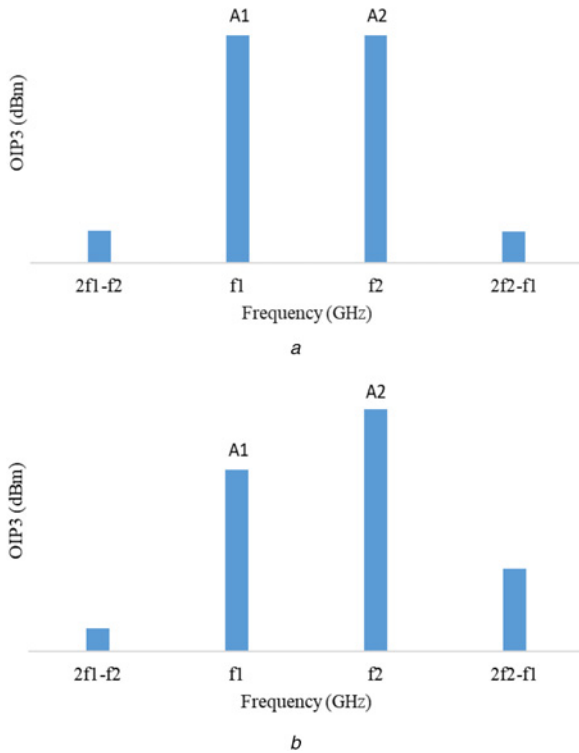 A1 A2
OIP3 (dBm)
2f1-f2 f1 f2 2f2-f1
Frequency (GHz)
a
A2
A1
OIP3 (dBm)
2f1-f2 f1 f2 2f2-f1
Frequency (GHz)
b